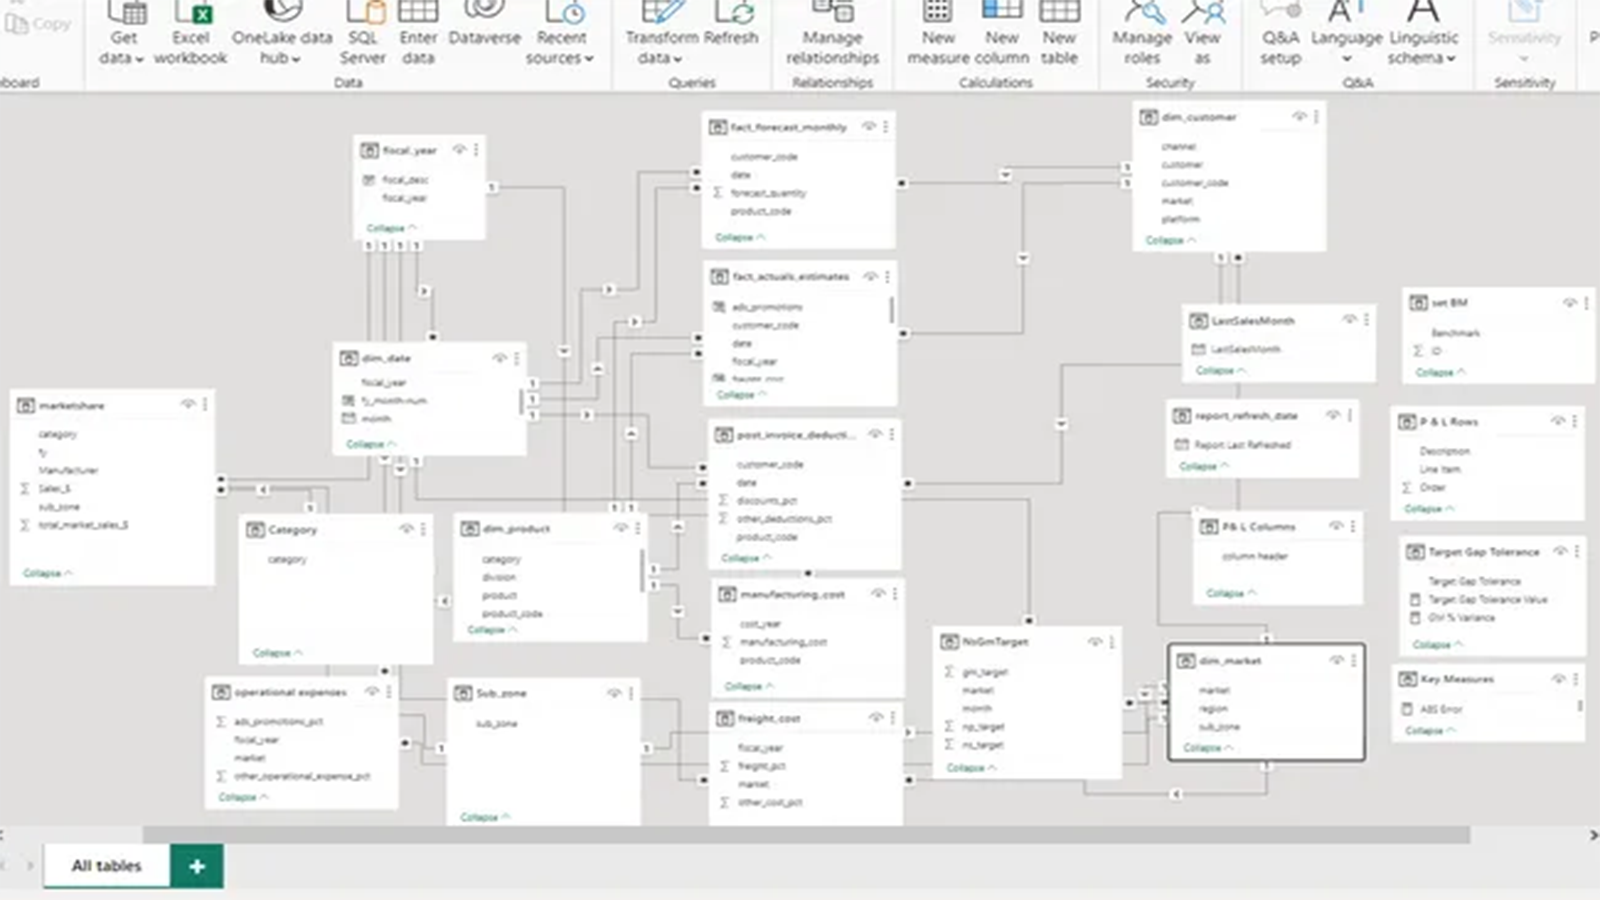 Copy
Get data
Excel workbook
OneLake data hub
SQL Server
Enter data
Dataverse
Recent sources
Transform data
Refresh
Manage relationships
New measure
New column
New table
Manage roles
View as
Q&A setup
Language
Linguistic schema
Sensitivity
board
Data
Queries
Relationships
Calculations
Security
Q&A
Sensitivity
fiscal_year
fiscal_desc
fiscal_year
Collapse
fact_forecast_monthly
customer_code
date
forecast_quantity
product_code
Collapse
dim_customer
channel
customer
customer_code
market
platform
Collapse
fact_actuals_estimates
ads_promotions
customer_code
date
fiscal_year
Collapse
LastSalesMonth
LastSalesMonth
Collapse
set BM
Benchmark
ID
Collapse
dim_date
fiscal_year
fy_month-num
month
Collapse
marketshare
category
fy
Manufacturer
Sales_$
sub_zone
total_market_sales_$
Collapse
post_invoice_deducti...
customer_code
date
discounts_pct
other_deductions_pct
product_code
Collapse
report_refresh_date
Report Last Refreshed
Collapse
P & L Rows
Description
Line Item
Order
Collapse
Category
category
Collapse
dim_product
category
division
product
product_code
Collapse
P & L Columns
column header
Collapse
Target Gap Tolerance
Target Gap Tolerance
Target Gap Tolerance Value
Ctrl % Variance
Collapse
manufacturing_cost
cost_year
manufacturing_cost
product_code
Collapse
NsGmTarget
gm_target
market
month
np_target
ns_target
Collapse
dim_market
market
region
sub_zone
Collapse
Key Measures
ABS Error
Collapse
operational expenses
ads_promotions_pct
fiscal_year
market
other_operational_expense_pct
Collapse
Sub_zone
sub_zone
Collapse
freight_cost
fiscal_year
freight_pct
market
other_cost_pct
All tables